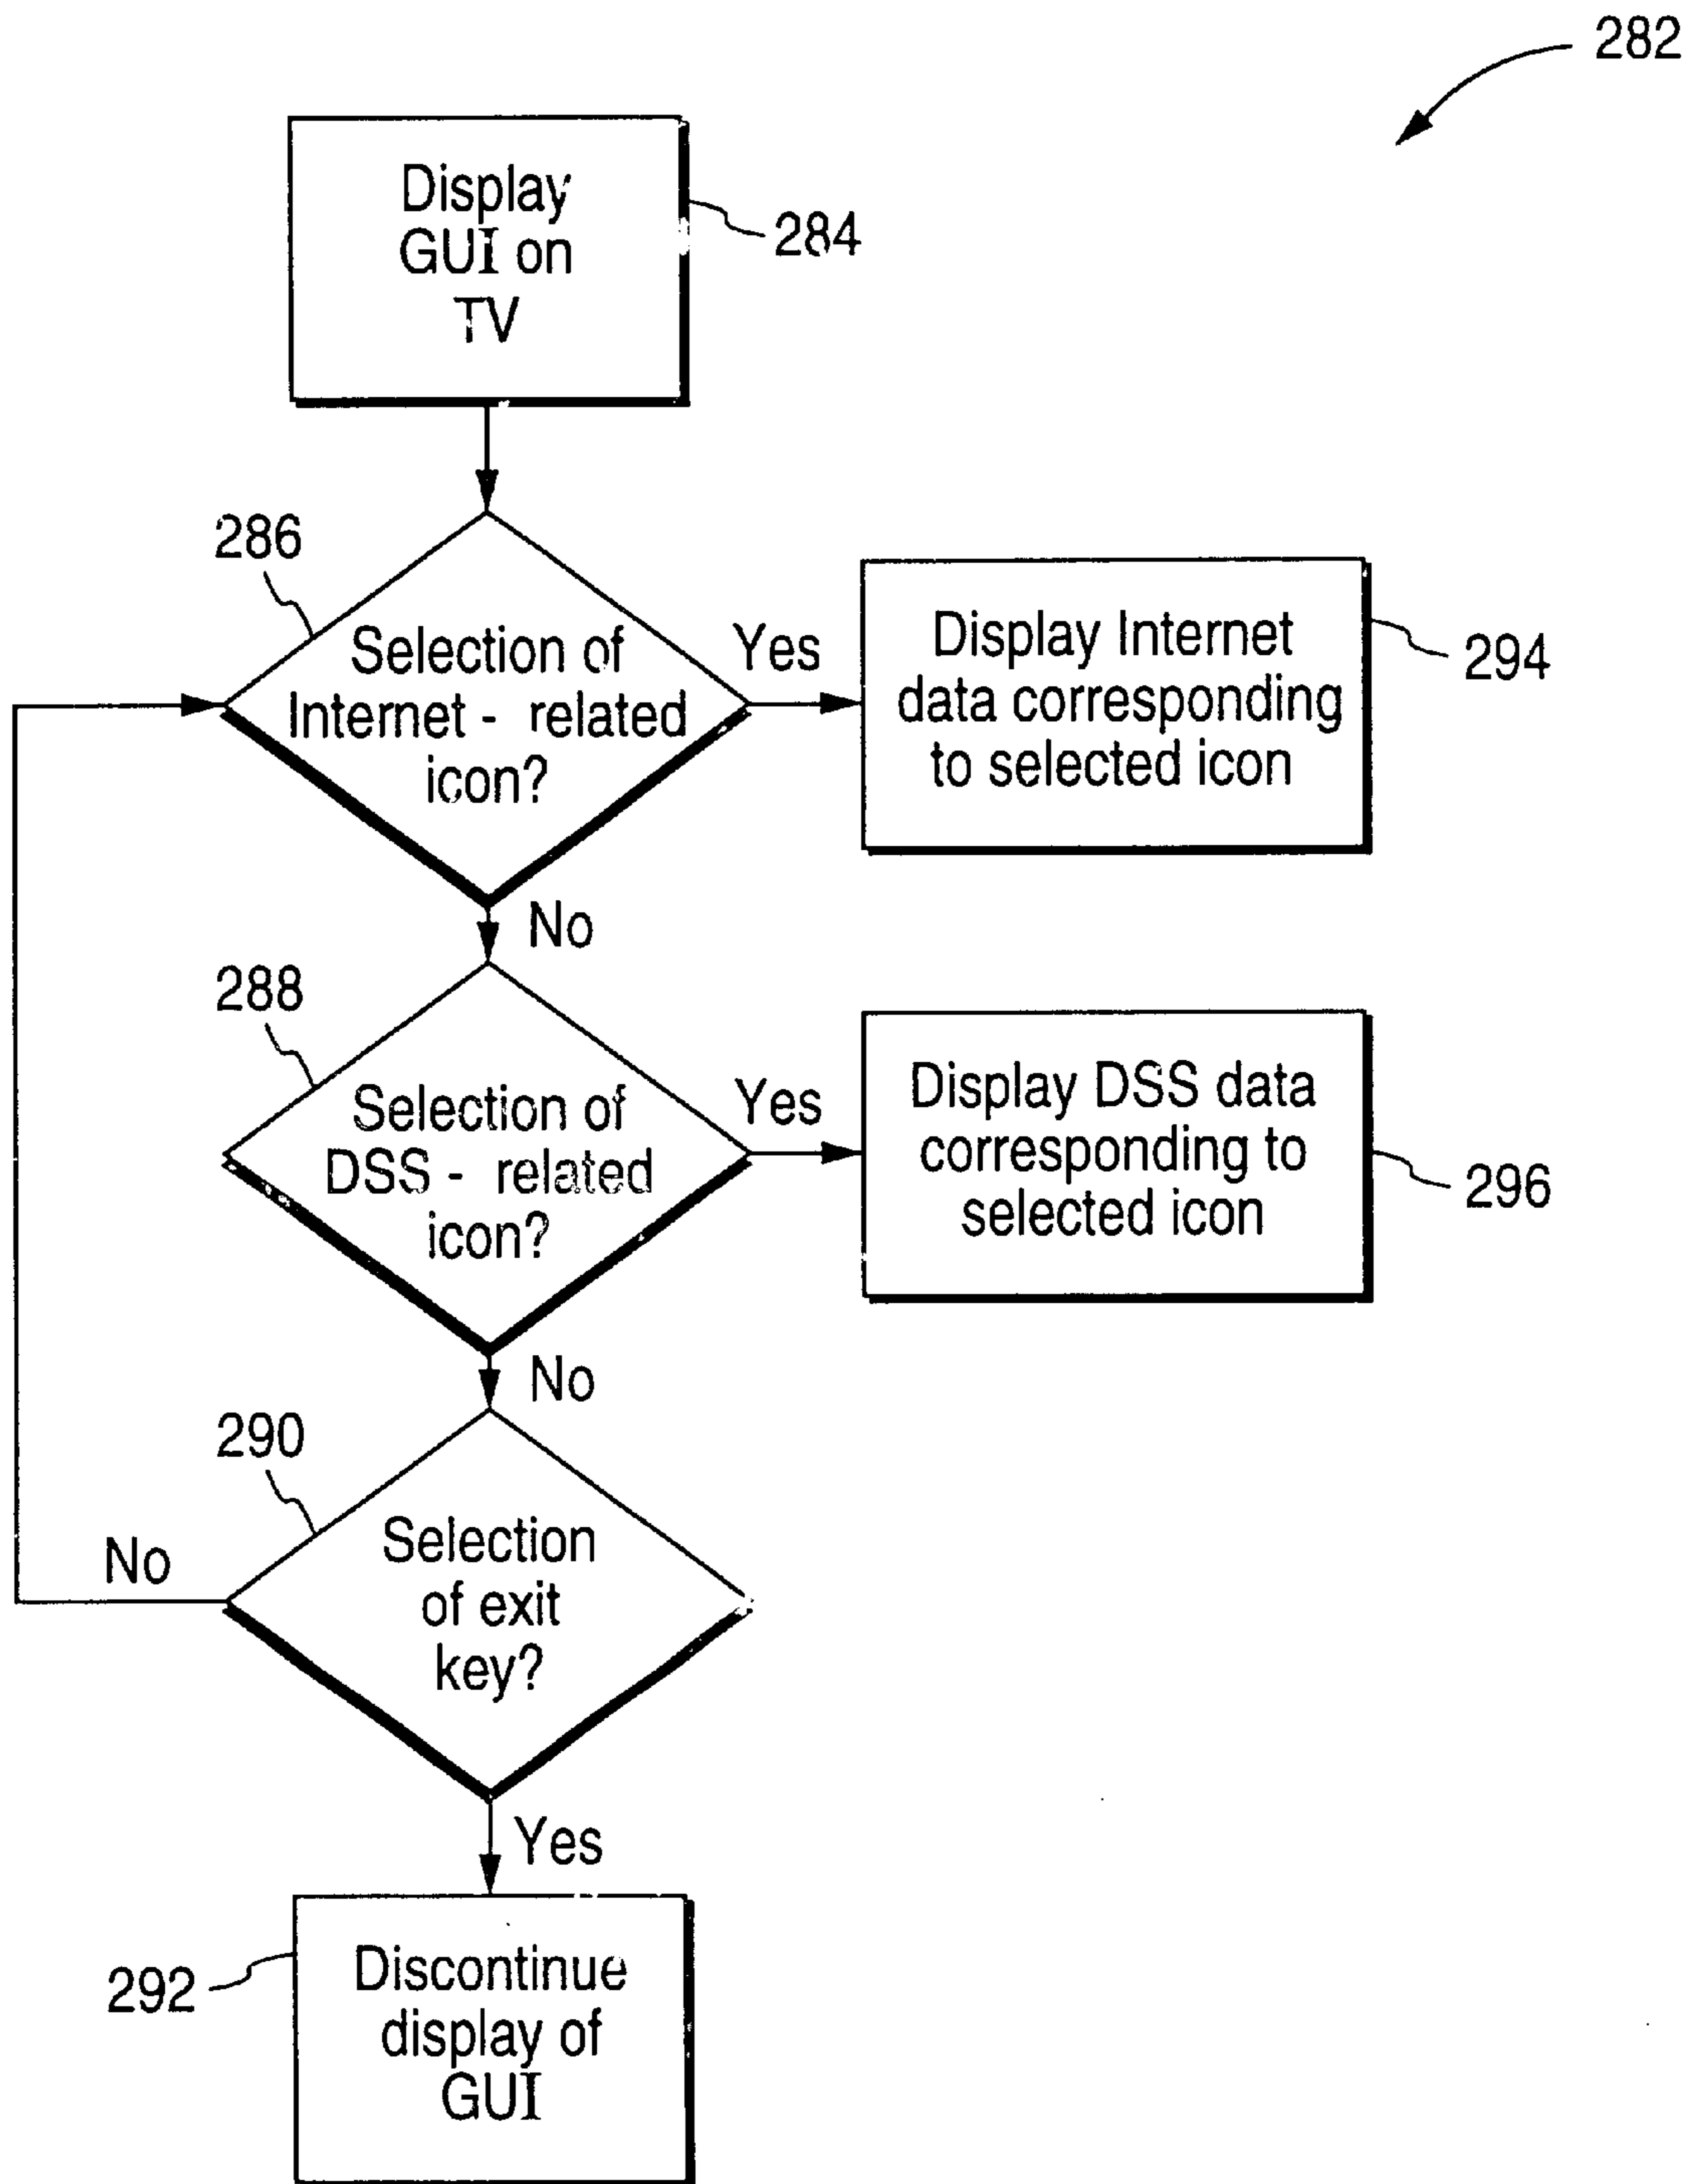 282
Display
GUI on
TV
284
286
Selection of
Internet - related
icon?
Yes
Display Internet
data corresponding
to selected icon
294
No
288
Selection of
DSS - related
icon?
Yes
Display DSS data
corresponding to
selected icon
296
No
290
Selection
of exit
key?
No
Yes
292
Discontinue
display of
GUI